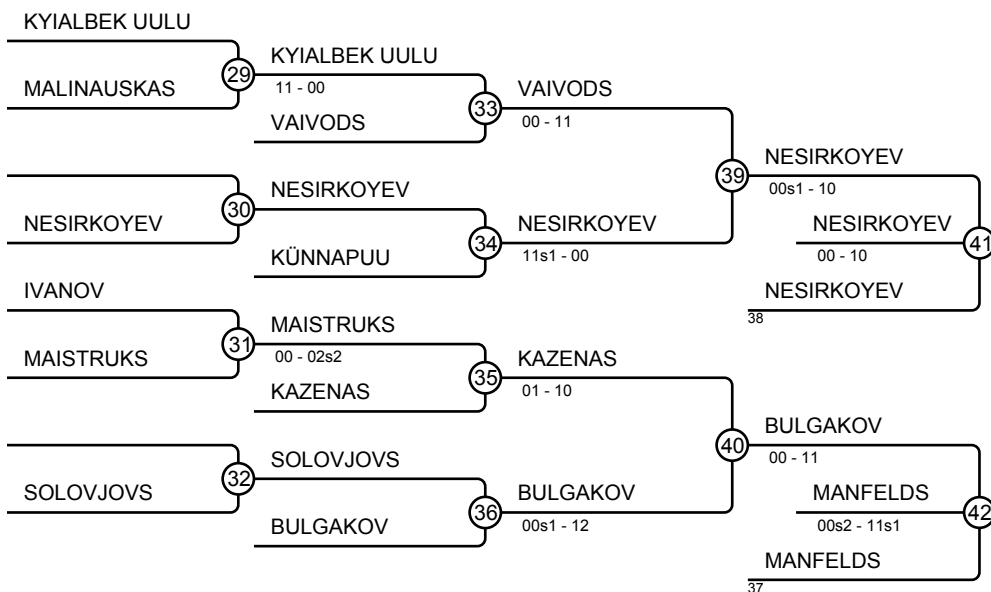 KYIALBEK UULU
29
KYIALBEK UULU
11 - 00
MALINAUSKAS
33
VAIVODS
00 - 11
VAIVODS
39
NESIRKOYEV
00s1 - 10
NESIRKOYEV
30
NESIRKOYEV
34
NESIRKOYEV
11s1 - 00
KÜNNAPUU
NESIRKOYEV
00 - 10
41
NESIRKOYEV
38
IVANOV
31
MAISTRUKS
00 - 02s2
MAISTRUKS
35
KAZENAS
01 - 10
KAZENAS
40
BULGAKOV
00 - 11
SOLOVJOVS
32
SOLOVJOVS
36
BULGAKOV
00s1 - 12
BULGAKOV
MANFELDS
00s2 - 11s1
42
MANFELDS
37